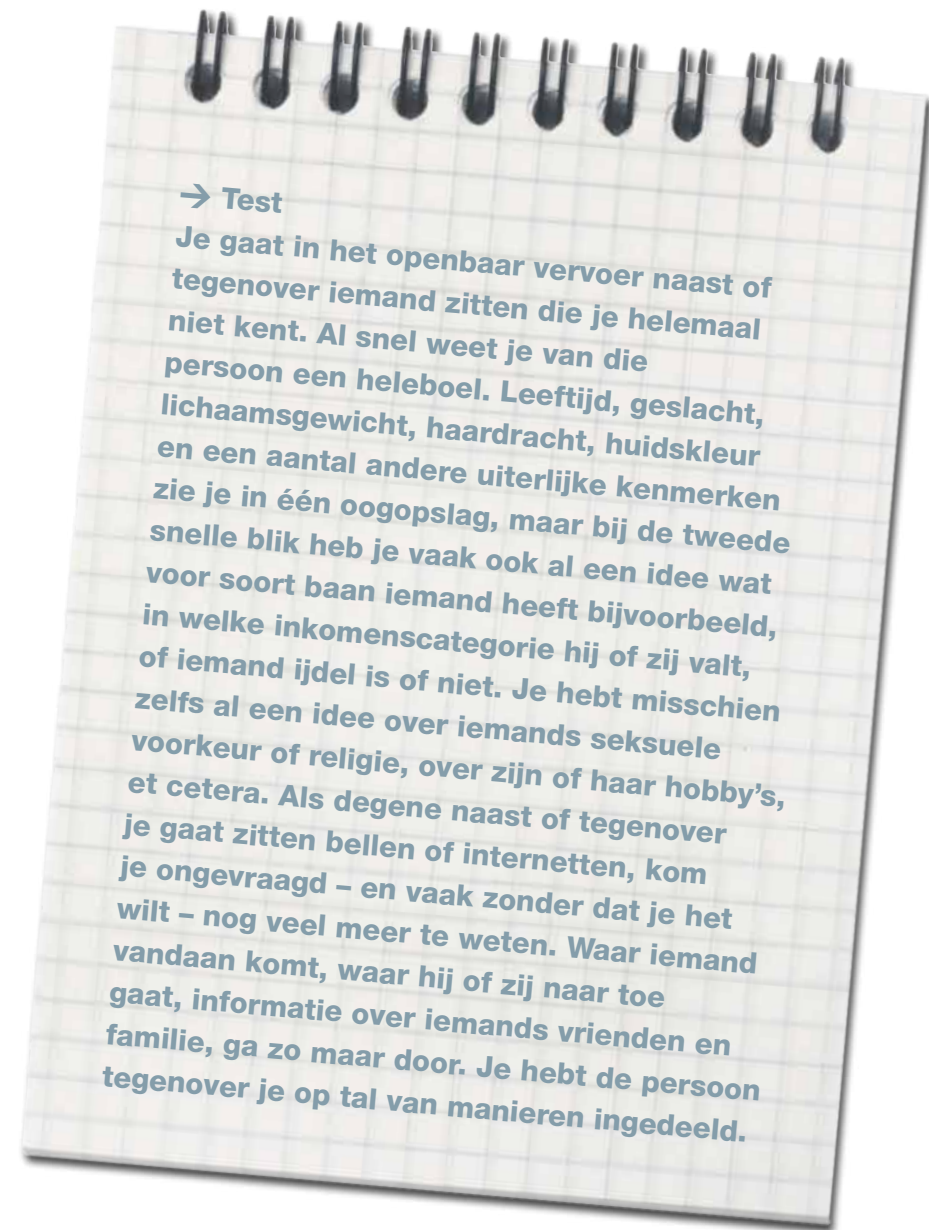 → Test
Je gaat in het openbaar vervoer naast of
tegenover iemand zitten die je helemaal
niet kent. Al snel weet je van die
persoon een heleboel. Leeftijd, geslacht,
lichaamsgewicht, haardracht, huidskleur
en een aantal andere uiterlijke kenmerken
zie je in één oogopslag, maar bij de tweede
snelle blik heb je vaak ook al een idee wat
voor soort baan iemand heeft bijvoorbeeld,
in welke inkomenscategorie hij of zij valt,
of iemand ijdel is of niet. Je hebt misschien
zelfs al een idee over iemands seksuele
voorkeur of religie, over zijn of haar hobby’s,
et cetera. Als degene naast of tegenover
je gaat zitten bellen of internetten, kom
je ongevraagd – en vaak zonder dat je het
wilt – nog veel meer te weten. Waar iemand
vandaan komt, waar hij of zij naar toe
gaat, informatie over iemands vrienden en
familie, ga zo maar door. Je hebt de persoon
tegenover je op tal van manieren ingedeeld.